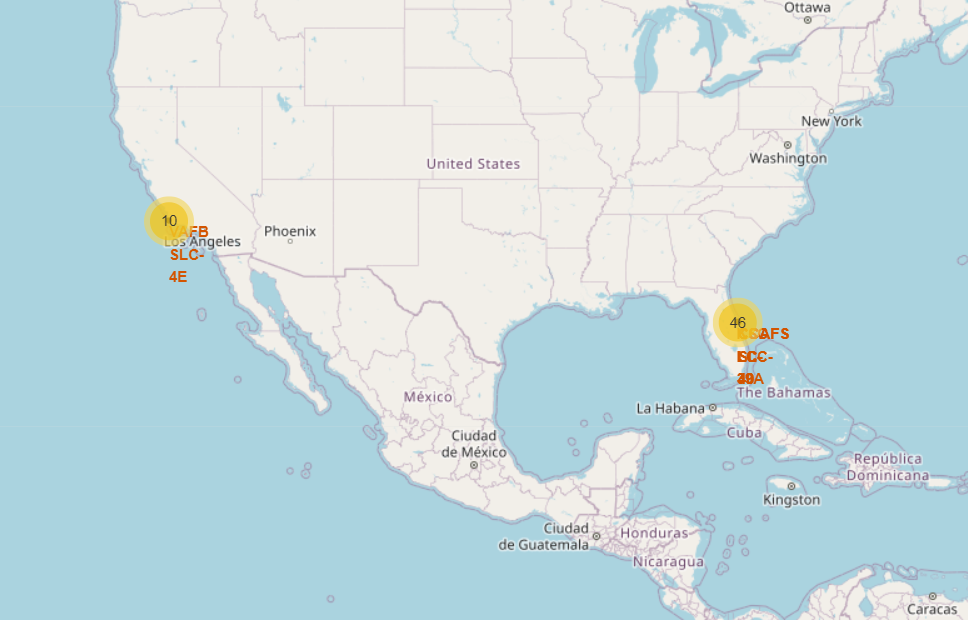 Ottawa
New York
Washington
United States
10
VAFB
SLC-
4E
Los Angeles
Phoenix
46
The Bahamas
México
La Habana
Cuba
Ciudad
de México
República
Dominicana
Kingston
Ciudad
de Guatemala
Honduras
Nicaragua
Caracas